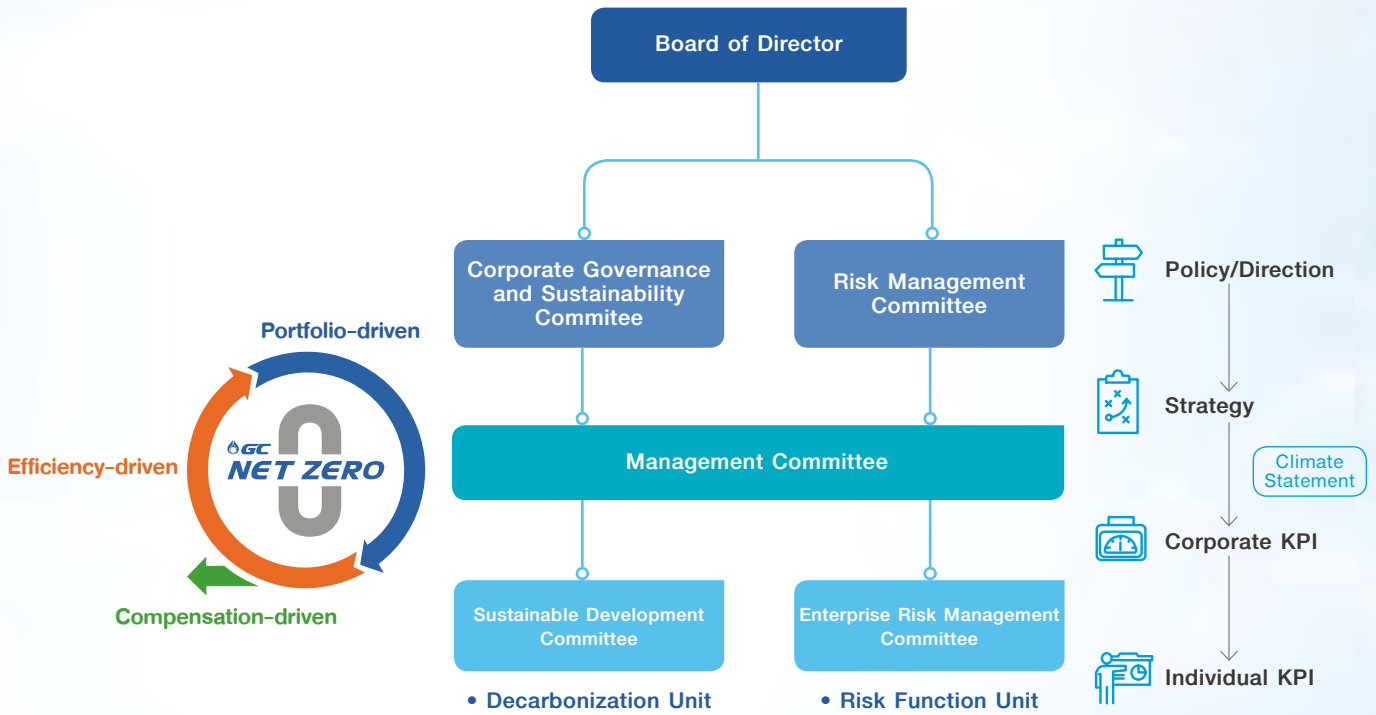 Board of Director
Corporate Governance
and Sustainability
Commitee
Risk Management
Committee
Policy/Direction
Portfolio-driven
Strategy
GC
NET ZERO
Efficiency-driven
Management Committee
Climate
Statement
Corporate KPI
Compensation-driven
Sustainable Development
Committee
Enterprise Risk Management
Committee
Individual KPI
• Decarbonization Unit
• Risk Function Unit